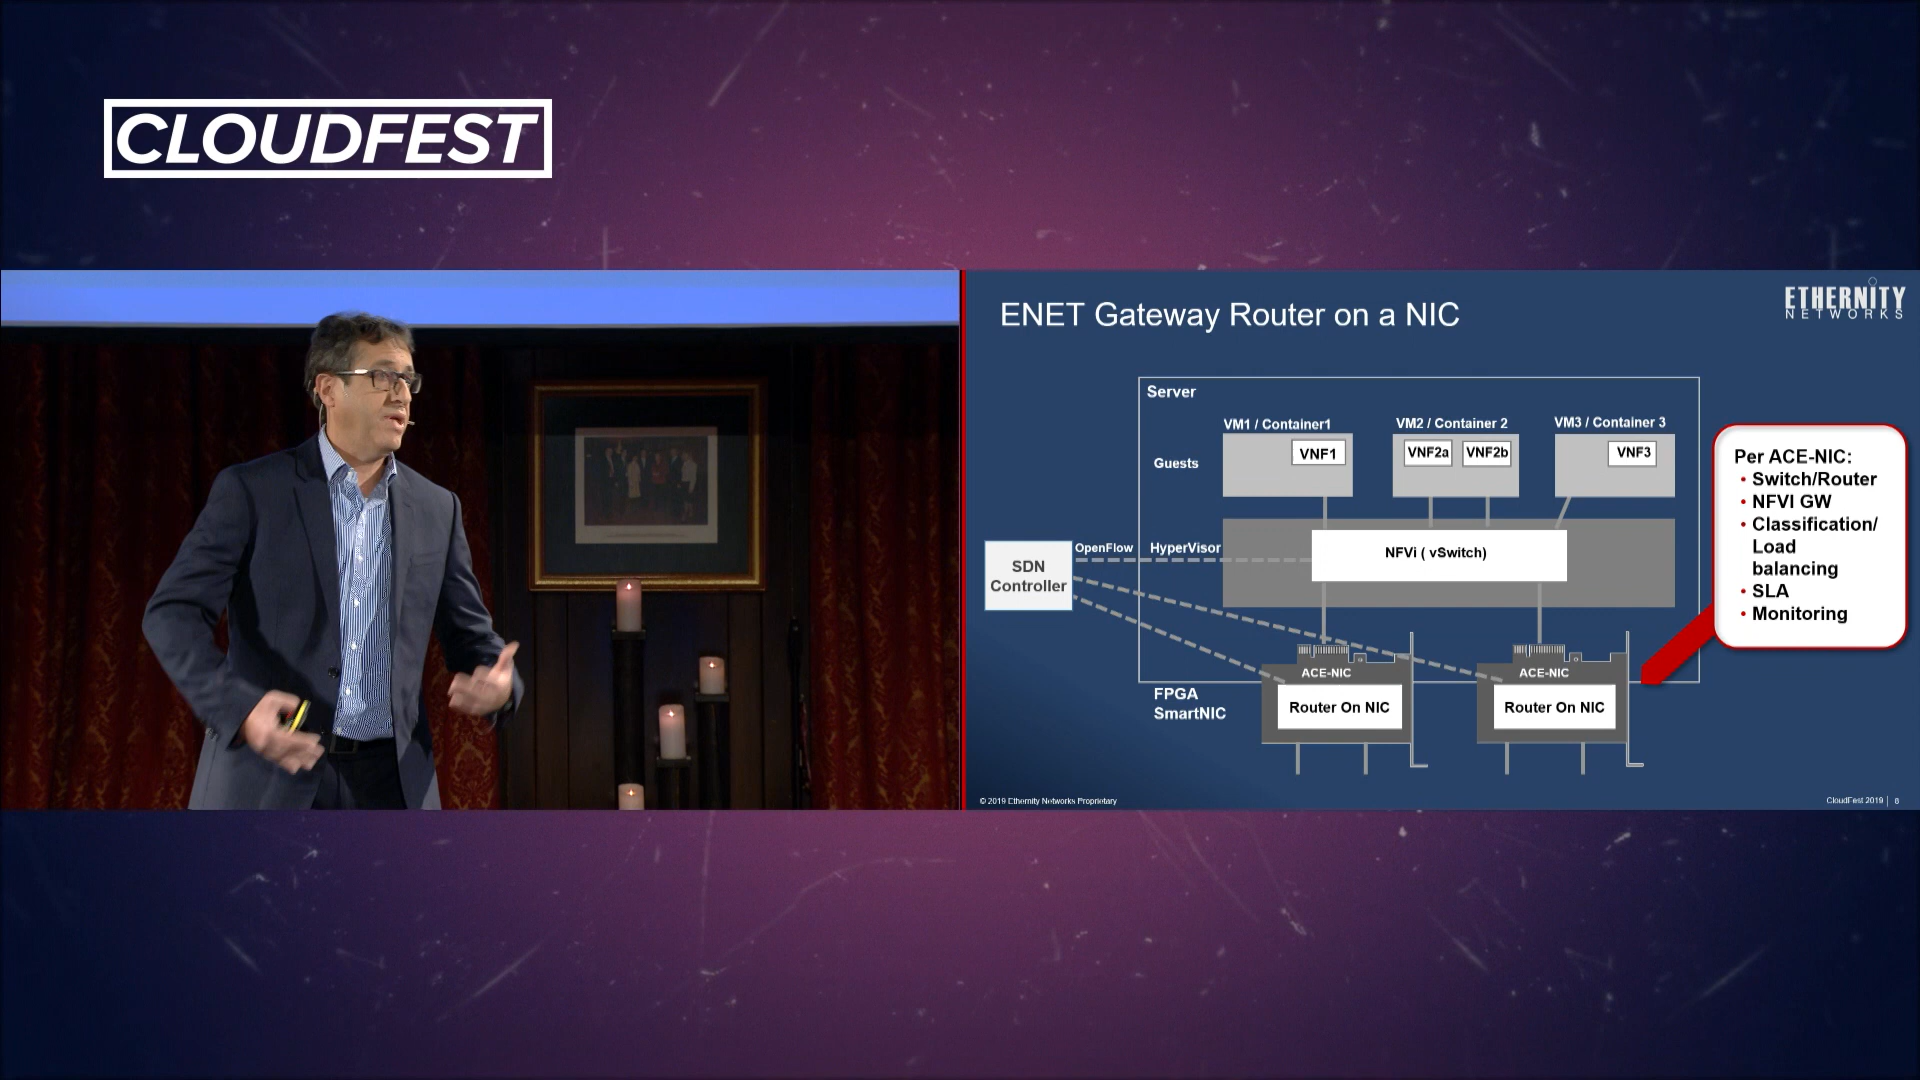 CLOUDFEST
ENET Gateway Router on a NIC
ETHERNITY
NETWORKS
Server
VM1 / Container1
VM2 / Container 2
VM3 / Container 3
Guests
VNF1
VNF2a
VNF2b
VNF3
SDN
Controller
OpenFlow
HyperVisor
NFVi ( vSwitch)
ACE-NIC
Router On NIC
ACE-NIC
Router On NIC
FPGA
SmartNIC
Per ACE-NIC:
• Switch/Router
• NFVI GW
• Classification/
Load
balancing
• SLA
• Monitoring
© 2019 Ethernity Networks Proprietary
CloudFest 2019 | 8